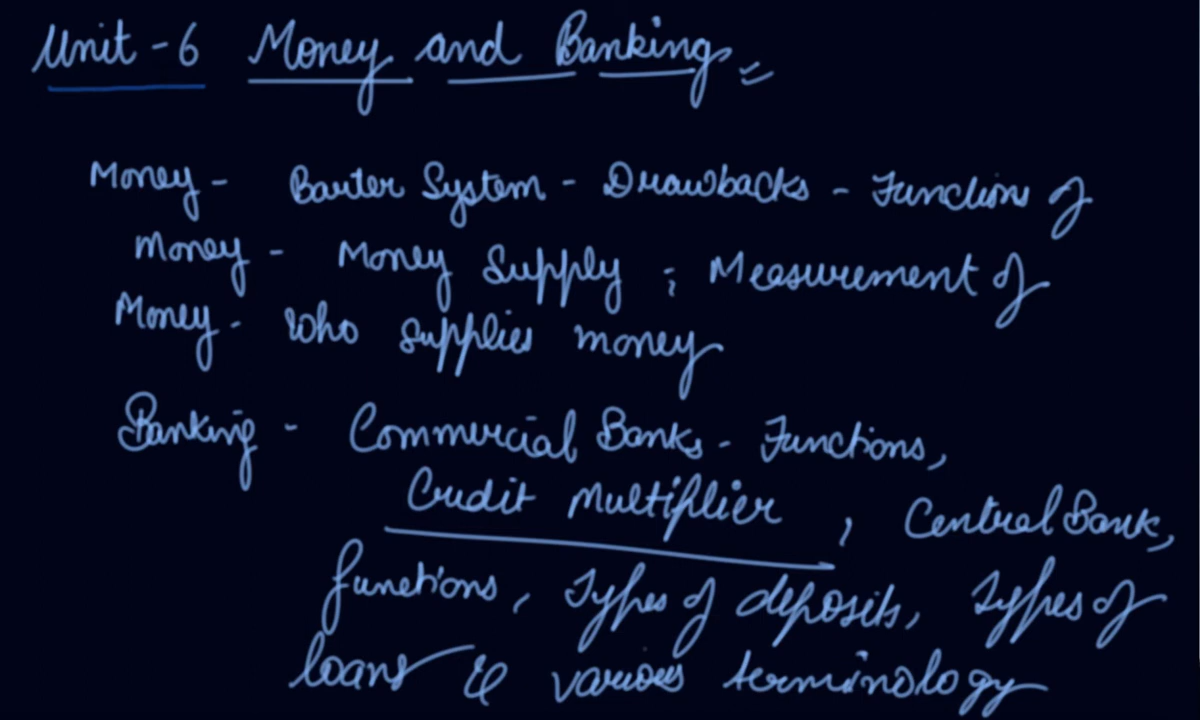 Unit - 6 Money and Banking
Money - Barter System - Drawbacks - Functions of
Money - Money Supply ; Measurement of
Money - Who supplies money
Banking - Commercial Banks - Functions,
Credit Multiplier , Central Bank,
functions , Types of deposits, Types of
loans & various terminology